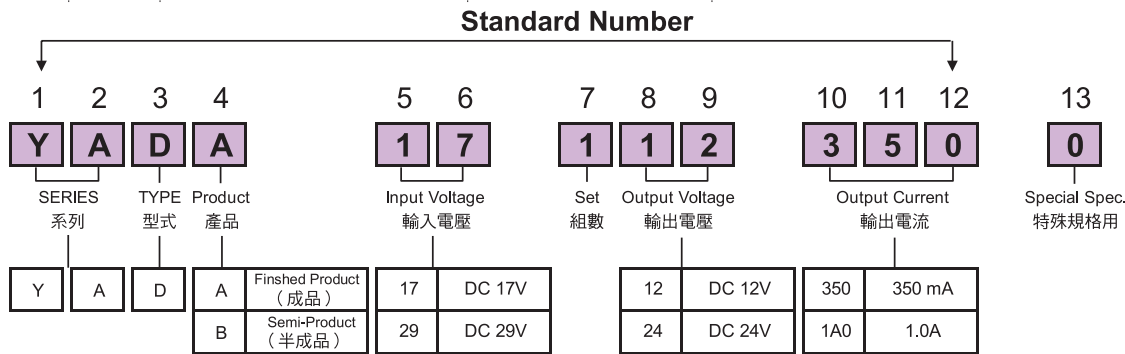 Standard Number
1 2 3 4 5 6 7 8 9 10 11 12 13
Y A D A 1 7 1 1 2 3 5 0 0
SERIES TYPE Product Input Voltage Set Output Voltage Output Current Special Spec.
系列 型式 產品 輸入電壓 組數 輸出電壓 輸出電流 特殊規格用
Y A D A Finshed Product 17 DC 17V 12 DC 12V 350 350 mA
（成品）
B Semi-Product 29 DC 29V 24 DC 24V 1A0 1.0A
（半成品）